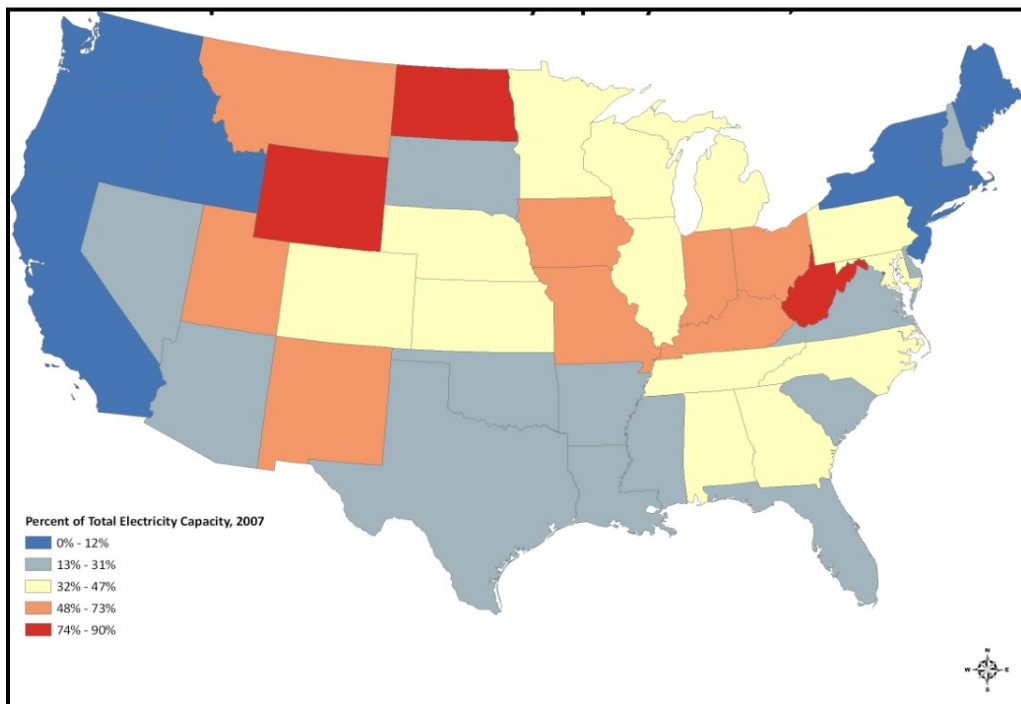 Percent of Total Electricity Capacity, 2007
0% - 12%
13% - 31%
32% - 47%
48% - 73%
74% - 90%
N
W E
S